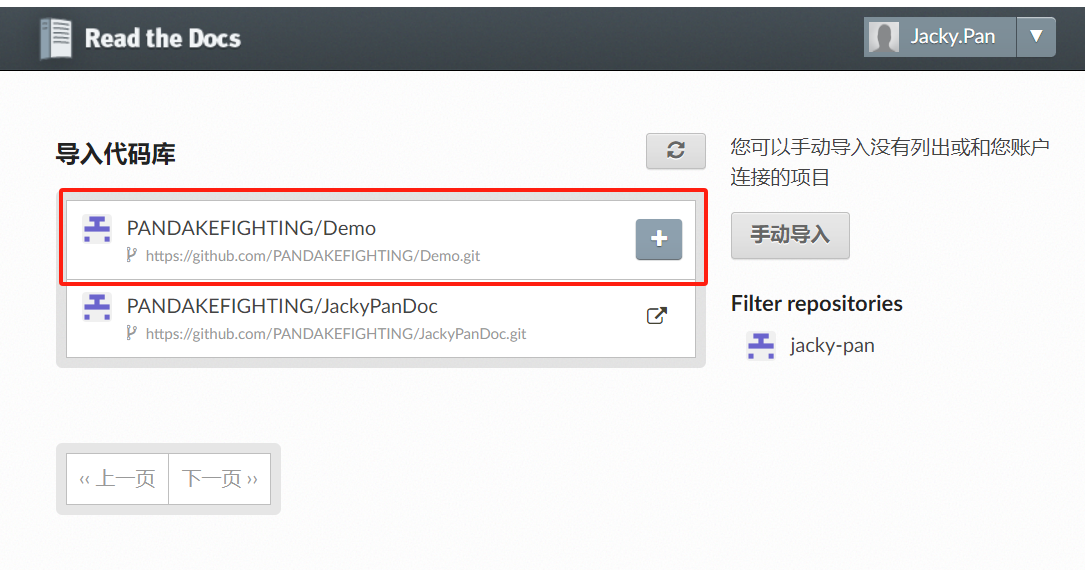 Read the Docs
Jacky.Pan
导入代码库
PANDAKEFIGHTING/Demo
https://github.com/PANDAKEFIGHTING/Demo.git
PANDAKEFIGHTING/JackyPanDoc
https://github.com/PANDAKEFIGHTING/JackyPanDoc.git
‹‹ 上一页
下一页 ››
您可以手动导入没有列出或和您账户
连接的项目
手动导入
Filter repositories
jacky-pan